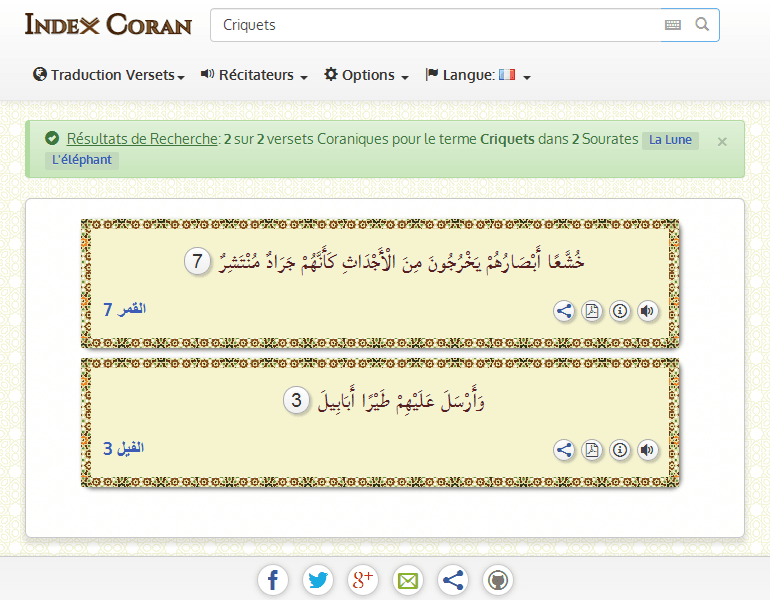 Index Coran
Criquets
Traduction Versets
Récitateurs
Options
Langue:
Résultats de Recherche: 2 sur 2 versets Coraniques pour le terme Criquets dans 2 Sourates La Lune ×
L'éléphant
خُشَّعًا أَبْصَارُهُمْ يَخْرُجُونَ مِنَ الْأَجْدَاثِ كَأَنَّهُمْ جَرَادٌ مُنْتَشِرٌ 7
القمر 7
وَأَرْسَلَ عَلَيْهِمْ طَيْرًا أَبَابِيلَ 3
الفيل 3